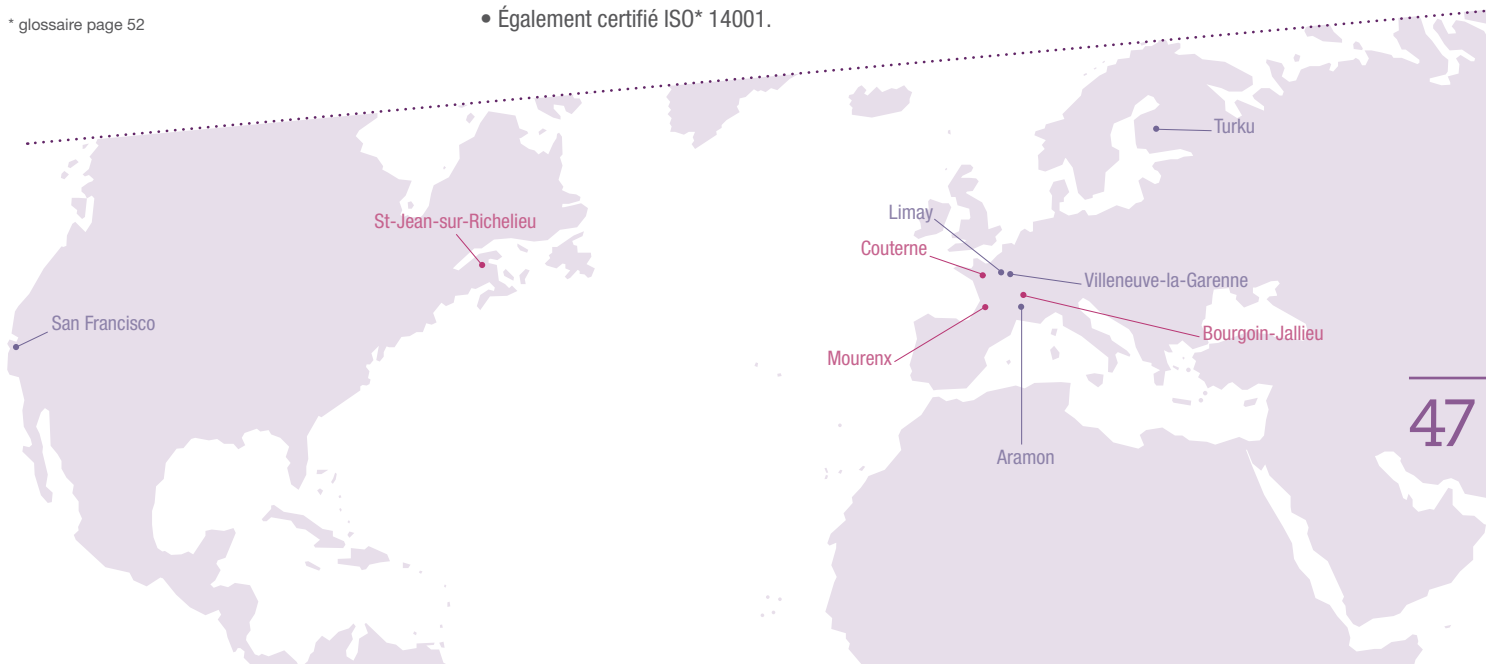 * glossaire page 52
• Également certifié ISO* 14001.
Turku
Limay
St-Jean-sur-Richelieu
Couterne
Villeneuve-la-Garenne
San Francisco
Bourgoin-Jallieu
Mourenx
47
Aramon